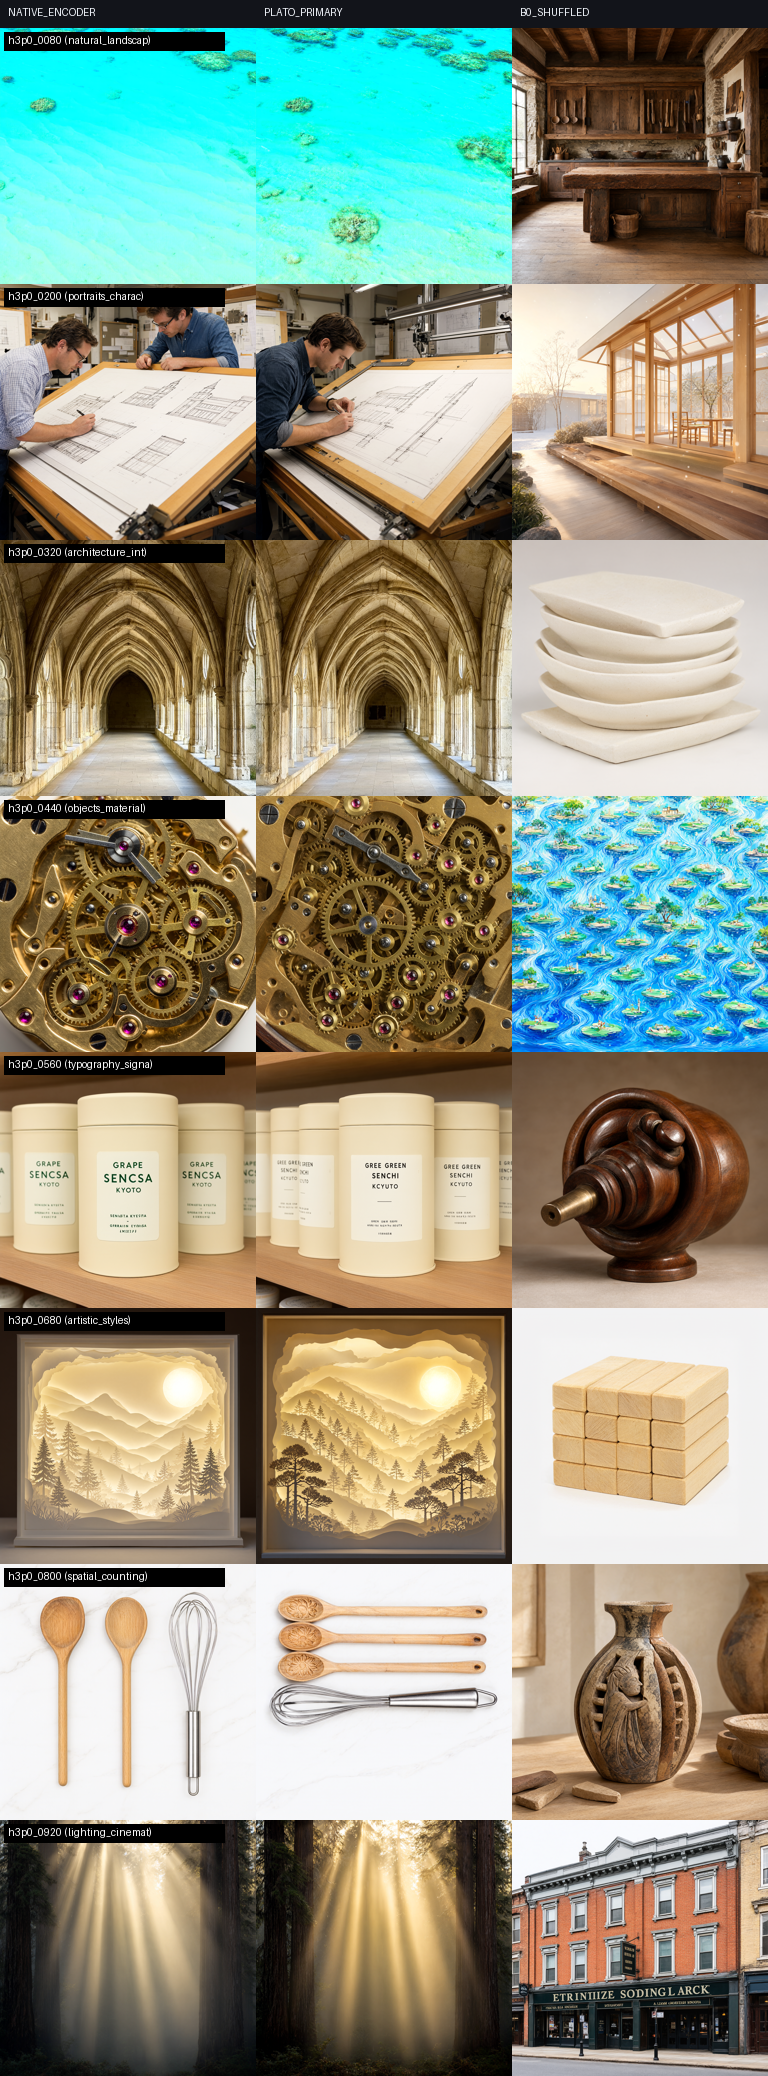 NATIVE_ENCODER PLATO_PRIMARY B0_SHUFFLED
h3p0_0080 (natural_landscap)
h3p0_0200 (portraits_charac)
h3p0_0320 (architecture_int)
h3p0_0440 (objects_material)
h3p0_0560 (typography_signa)
GRAPE
SENCSA
KYOTO
GRAPE
SENCSA
KYOTO
GRAPE
SENCSA
KYOTO
GREE GREEN
SENCHI
KCYUTO
GREE GREEN
SENCHI
KCYUTO
h3p0_0680 (artistic_styles)
h3p0_0800 (spatial_counting)
h3p0_0920 (lighting_cinemat)
ETRINTIIZE SODING LARCK